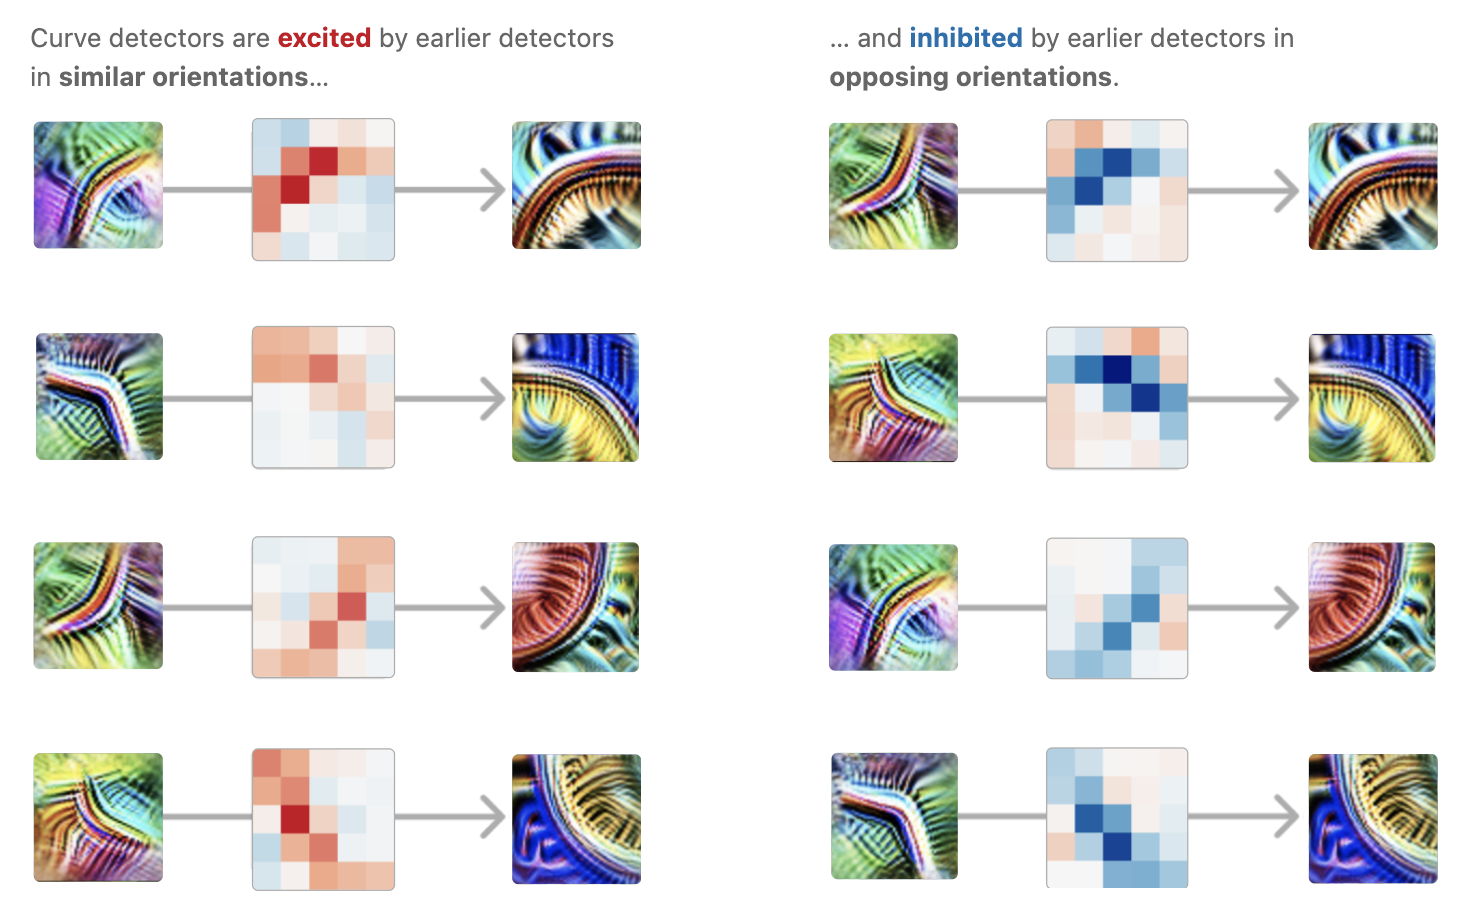 Curve detectors are excited by earlier detectors
in similar orientations...
... and inhibited by earlier detectors in
opposing orientations.